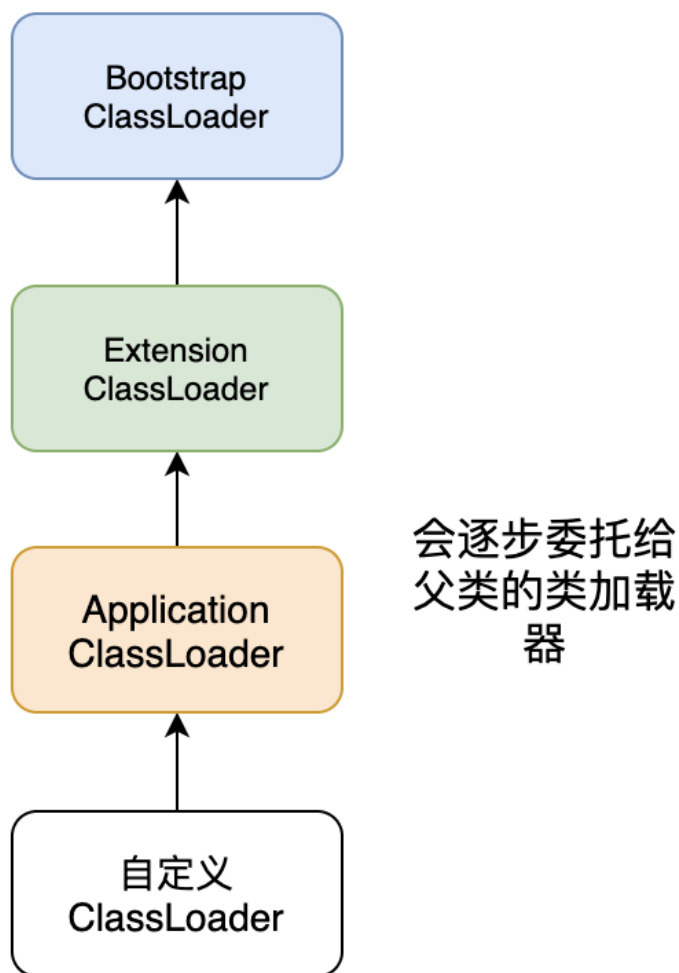 Bootstrap
ClassLoader
Extension
ClassLoader
Application
ClassLoader
会逐步委托给
父类的类加载
器
自定义
ClassLoader